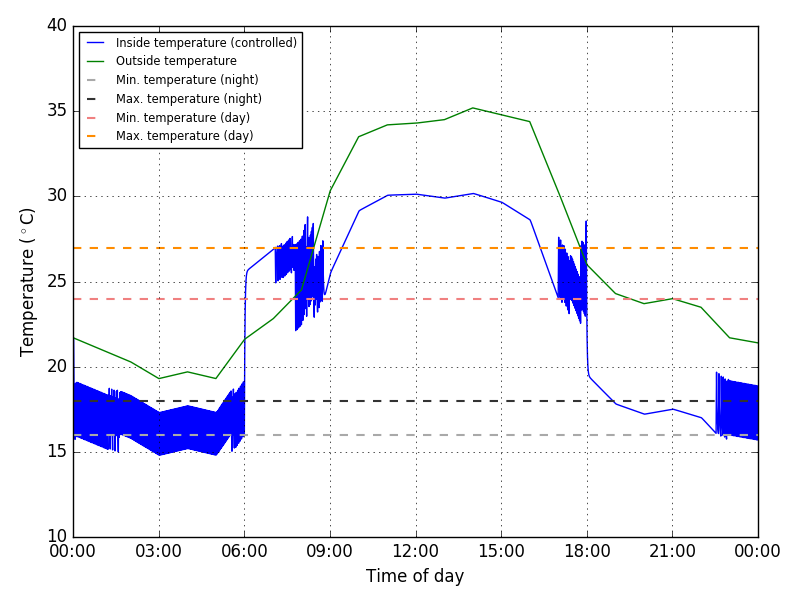 40
35
30
25
20
15
10
Temperature (°C)
Inside temperature (controlled)
Outside temperature
Min. temperature (night)
Max. temperature (night)
Min. temperature (day)
Max. temperature (day)
00:00 03:00 06:00 09:00 12:00 15:00 18:00 21:00 00:00
Time of day